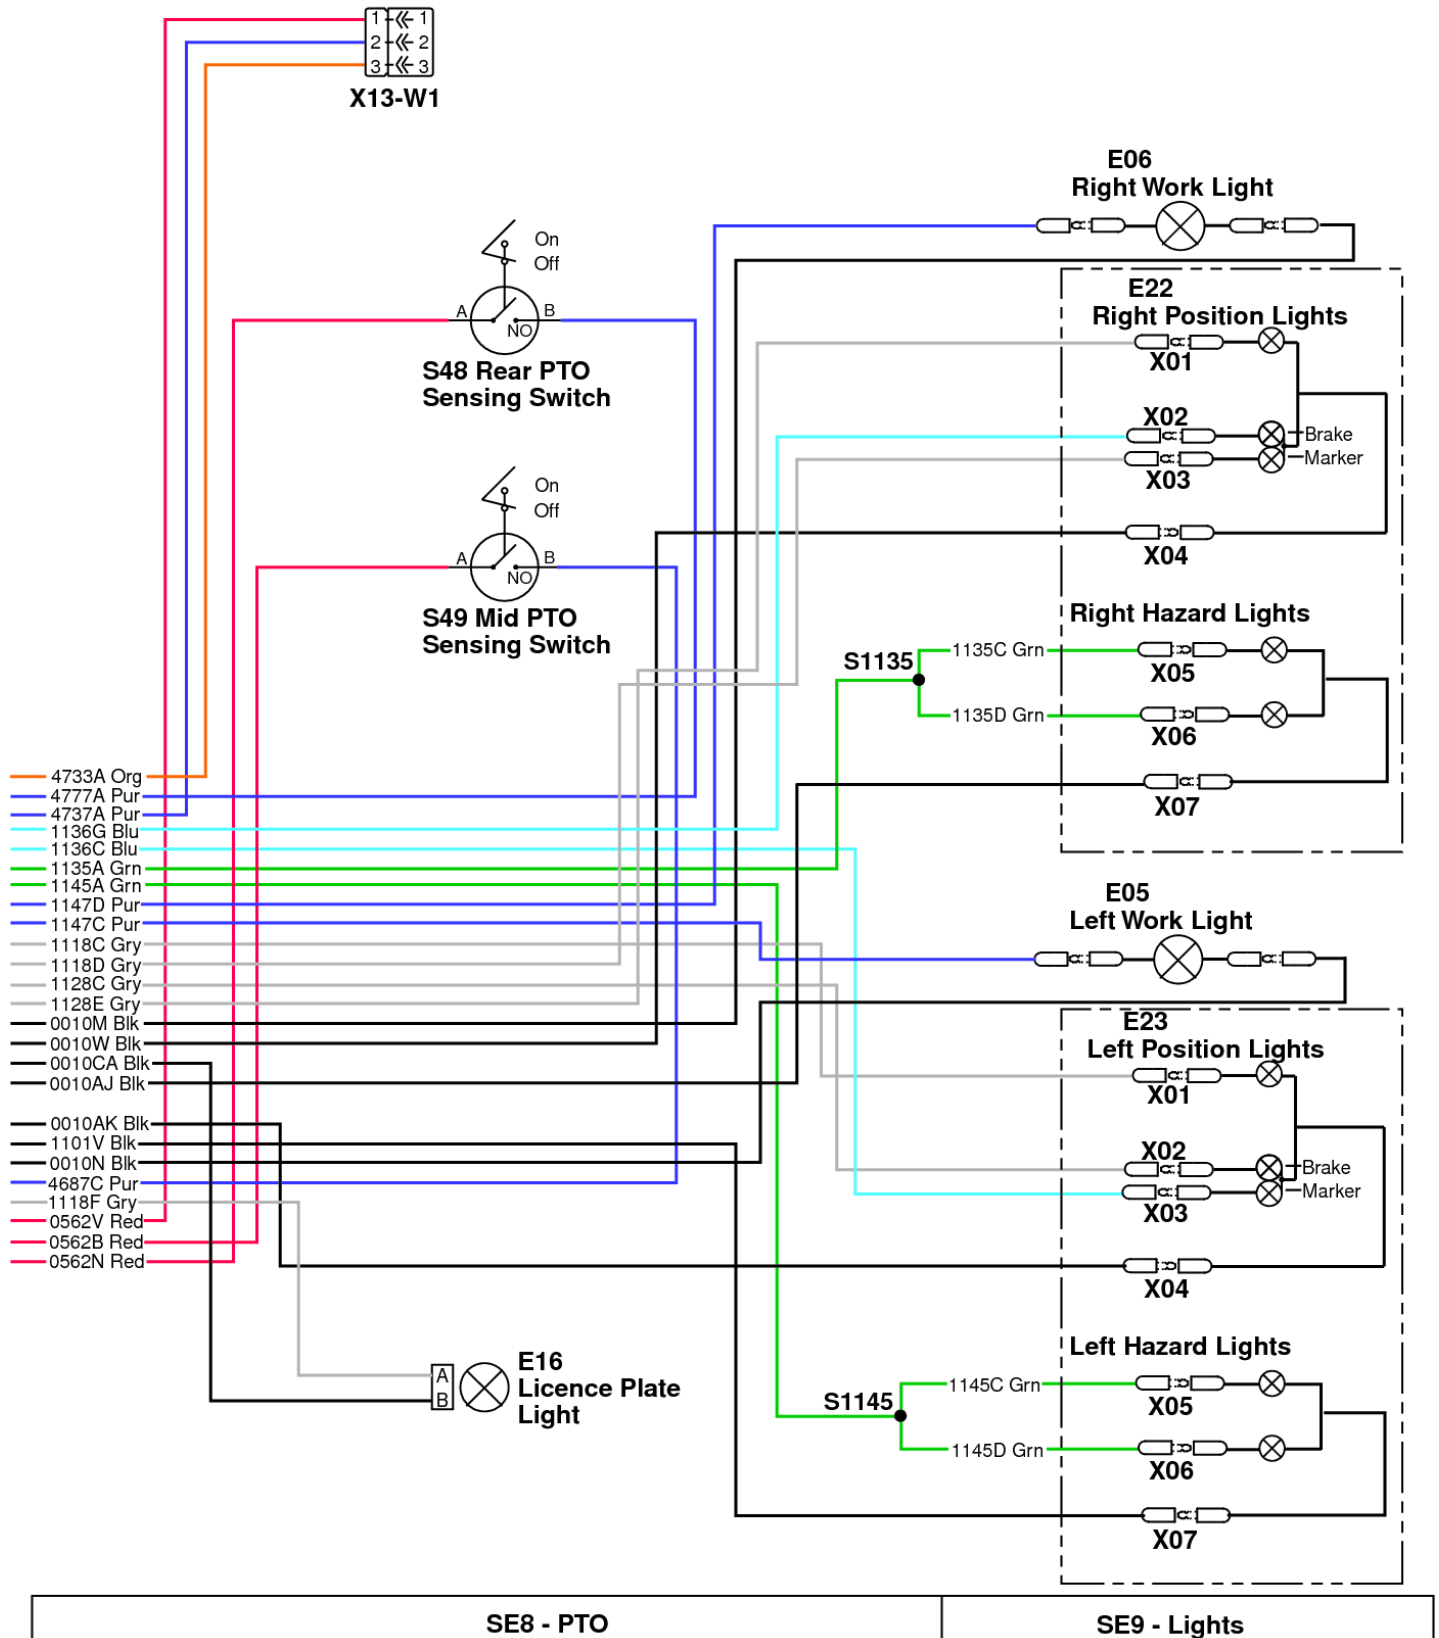 1 1
2 2
3 3
X13-W1
E06
Right Work Light
On
Off
A B
NO
S48 Rear PTO
Sensing Switch
E22
Right Position Lights
X01
X02
Brake
Marker
X03
X04
On
Off
A B
NO
S49 Mid PTO
Sensing Switch
Right Hazard Lights
S1135
1135C Grn
X05
1135D Grn
X06
X07
4733A Org
4777A Pur
4737A Pur
1136G Blu
1136C Blu
1135A Grn
1145A Grn
1147D Pur
1147C Pur
1118C Gry
1118D Gry
1128C Gry
1128E Gry
0010M Blk
0010W Blk
0010CA Blk
0010AJ Blk
0010AK Blk
1101V Blk
0010N Blk
4687C Pur
1118F Gry
0562V Red
0562B Red
0562N Red
E05
Left Work Light
E23
Left Position Lights
X01
X02
Brake
Marker
X03
X04
A
B
E16
Licence Plate
Light
Left Hazard Lights
S1145
1145C Grn
X05
1145D Grn
X06
X07
SE8 - PTO
SE9 - Lights